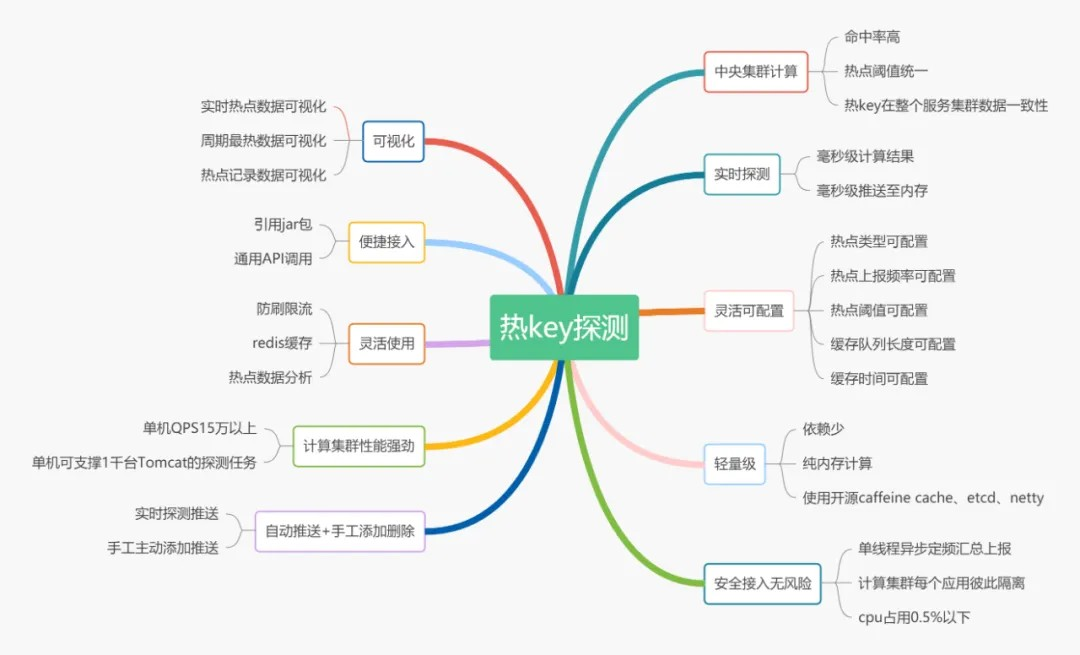 热key探测
中央集群计算
命中率高
热点阈值统一
热key在整个服务集群数据一致性
实时探测
毫秒级计算结果
毫秒级推送至内存
灵活可配置
热点类型可配置
热点上报频率可配置
热点阈值可配置
缓存队列长度可配置
缓存时间可配置
轻量级
依赖少
纯内存计算
使用开源caffeine cache、etcd、netty
安全接入无风险
单线程异步定频汇总上报
计算集群每个应用彼此隔离
cpu占用0.5%以下
可视化
实时热点数据可视化
周期最热数据可视化
热点记录数据可视化
便捷接入
引用jar包
通用API调用
灵活使用
防刷限流
redis缓存
热点数据分析
计算集群性能强劲
单机QPS15万以上
单机可支撑1千台Tomcat的探测任务
自动推送+手工添加删除
实时探测推送
手工主动添加推送